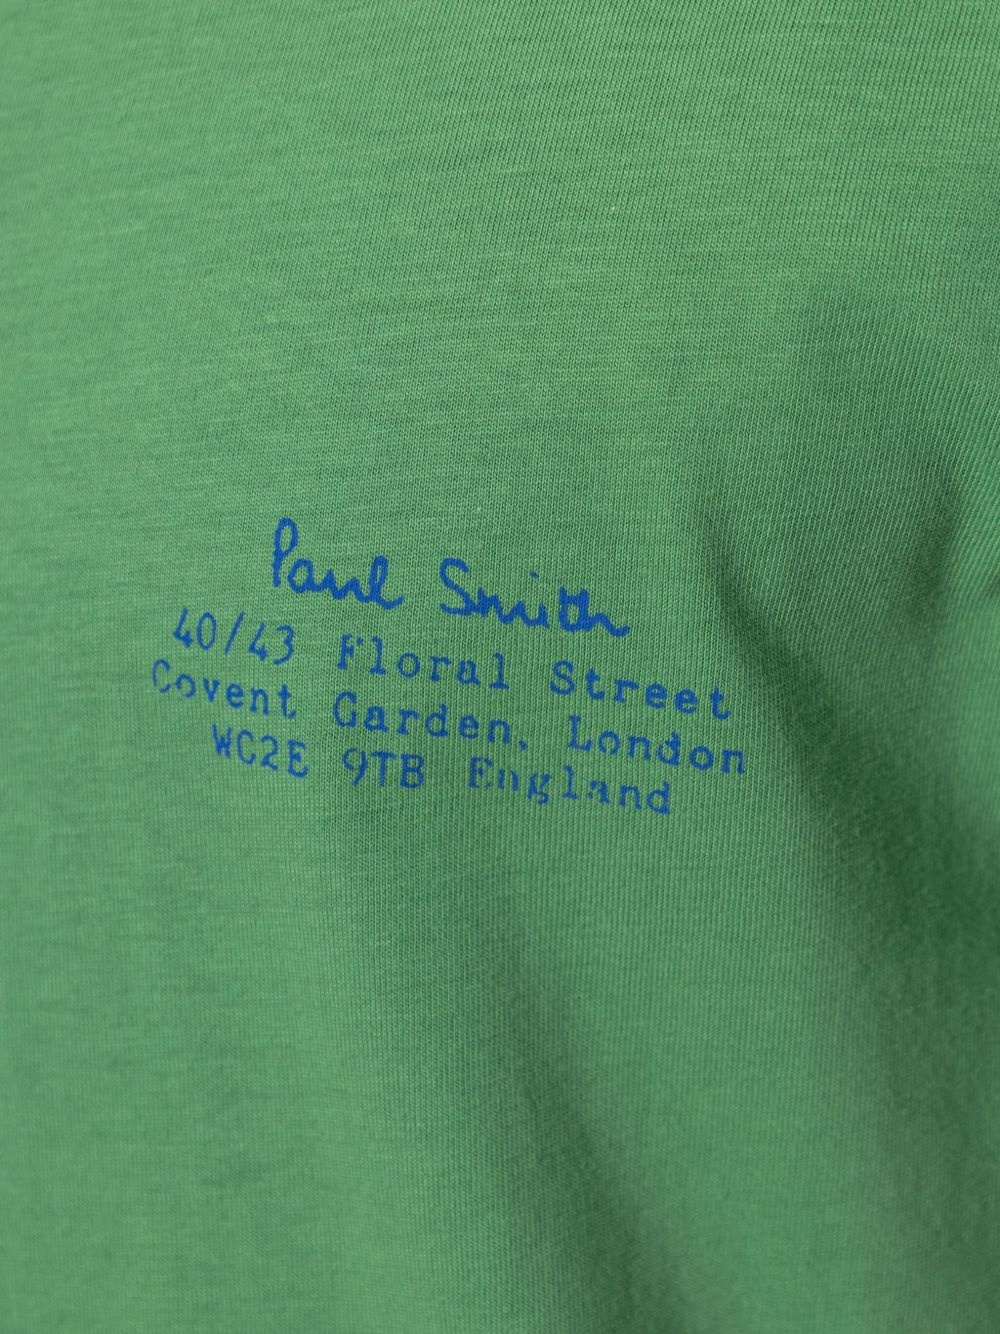 Paul Smith
40/43 Floral Street
Covent Garden, London
WC2E 9TB England